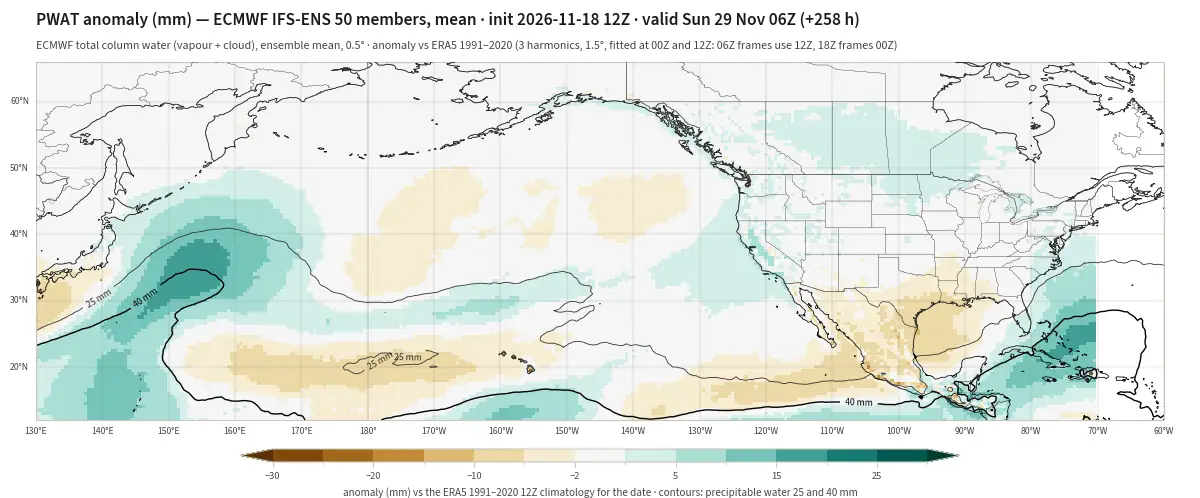 PWAT anomaly (mm) — ECMWF IFS-ENS 50 members, mean · init 2026-11-18 12Z · valid Sun 29 Nov 06Z (+258 h)
ECMWF total column water (vapour + cloud), ensemble mean, 0.5° · anomaly vs ERA5 1991–2020 (3 harmonics, 1.5°, fitted at 00Z and 12Z: 06Z frames use 12Z, 18Z frames 00Z)
60°N
50°N
40°N
30°N
20°N
25 mm
40 mm
25 mm
25 mm
40 mm
130°E 140°E 150°E 160°E 170°E 180° 170°W 160°W 150°W 140°W 130°W 120°W 110°W 100°W 90°W 80°W 70°W 60°W
−30 −20 −10 −2 5 15 25
anomaly (mm) vs the ERA5 1991–2020 12Z climatology for the date · contours: precipitable water 25 and 40 mm